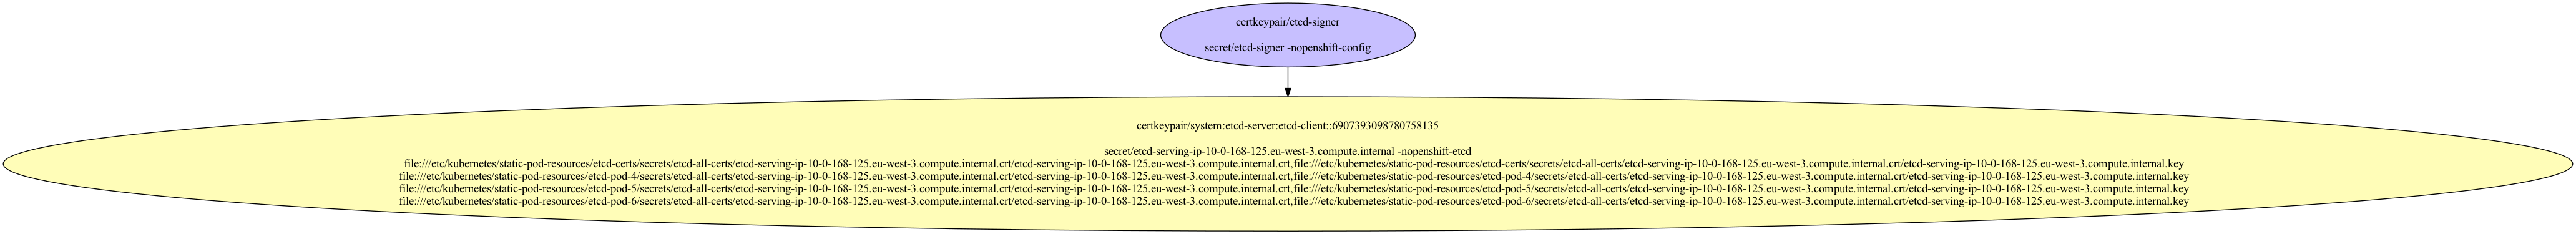 certkeypair/etcd-signer
secret/etcd-signer -nopenshift-config
certkeypair/system:etcd-server:etcd-client::6907393098780758135
secret/etcd-serving-ip-10-0-168-125.eu-west-3.compute.internal -nopenshift-etcd
file:///etc/kubernetes/static-pod-resources/etcd-certs/secrets/etcd-all-certs/etcd-serving-ip-10-0-168-125.eu-west-3.compute.internal.crt/etcd-serving-ip-10-0-168-125.eu-west-3.compute.internal.crt,file:///etc/kubernetes/static-pod-resources/etcd-certs/secrets/etcd-all-certs/etcd-serving-ip-10-0-168-125.eu-west-3.compute.internal.crt/etcd-serving-ip-10-0-168-125.eu-west-3.compute.internal.key
file:///etc/kubernetes/static-pod-resources/etcd-pod-4/secrets/etcd-all-certs/etcd-serving-ip-10-0-168-125.eu-west-3.compute.internal.crt/etcd-serving-ip-10-0-168-125.eu-west-3.compute.internal.crt,file:///etc/kubernetes/static-pod-resources/etcd-pod-4/secrets/etcd-all-certs/etcd-serving-ip-10-0-168-125.eu-west-3.compute.internal.crt/etcd-serving-ip-10-0-168-125.eu-west-3.compute.internal.key
file:///etc/kubernetes/static-pod-resources/etcd-pod-5/secrets/etcd-all-certs/etcd-serving-ip-10-0-168-125.eu-west-3.compute.internal.crt/etcd-serving-ip-10-0-168-125.eu-west-3.compute.internal.crt,file:///etc/kubernetes/static-pod-resources/etcd-pod-5/secrets/etcd-all-certs/etcd-serving-ip-10-0-168-125.eu-west-3.compute.internal.crt/etcd-serving-ip-10-0-168-125.eu-west-3.compute.internal.key
file:///etc/kubernetes/static-pod-resources/etcd-pod-6/secrets/etcd-all-certs/etcd-serving-ip-10-0-168-125.eu-west-3.compute.internal.crt/etcd-serving-ip-10-0-168-125.eu-west-3.compute.internal.crt,file:///etc/kubernetes/static-pod-resources/etcd-pod-6/secrets/etcd-all-certs/etcd-serving-ip-10-0-168-125.eu-west-3.compute.internal.crt/etcd-serving-ip-10-0-168-125.eu-west-3.compute.internal.key